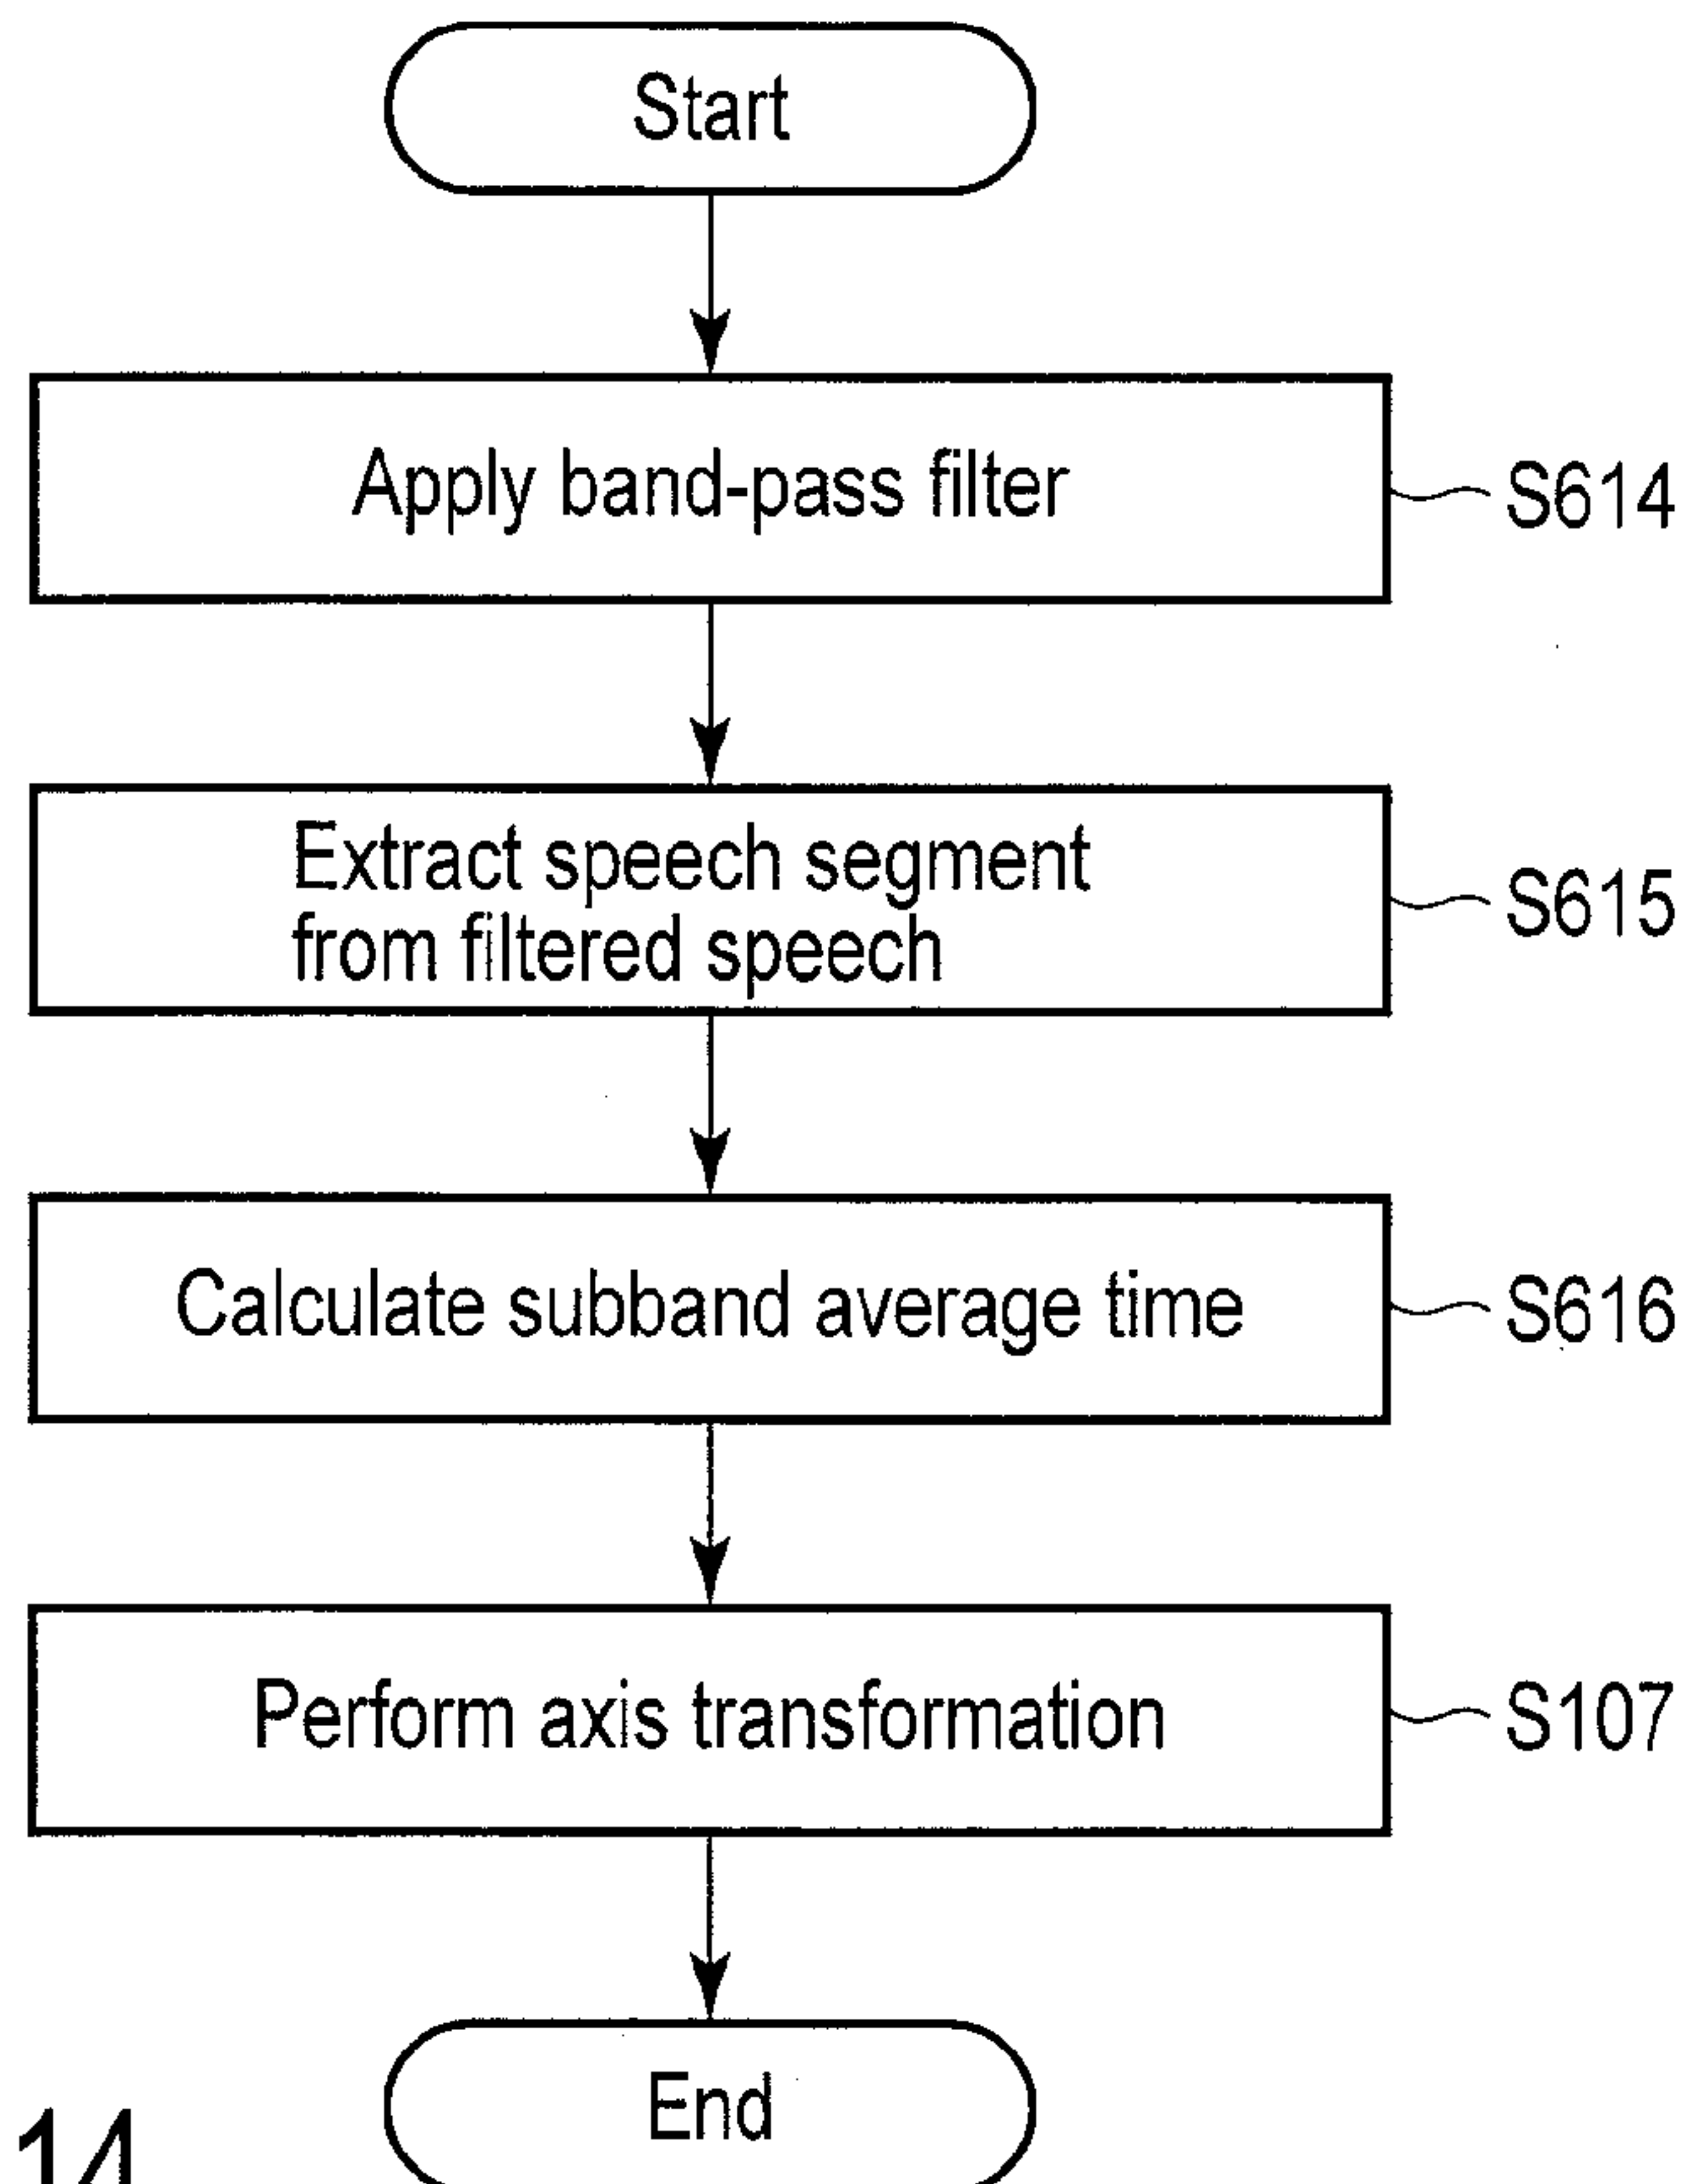 Start
Apply band-pass filter
S614
Extract speech segment
from filtered speech
S615
Calculate subband average time
S616
Perform axis transformation
S107
End
14